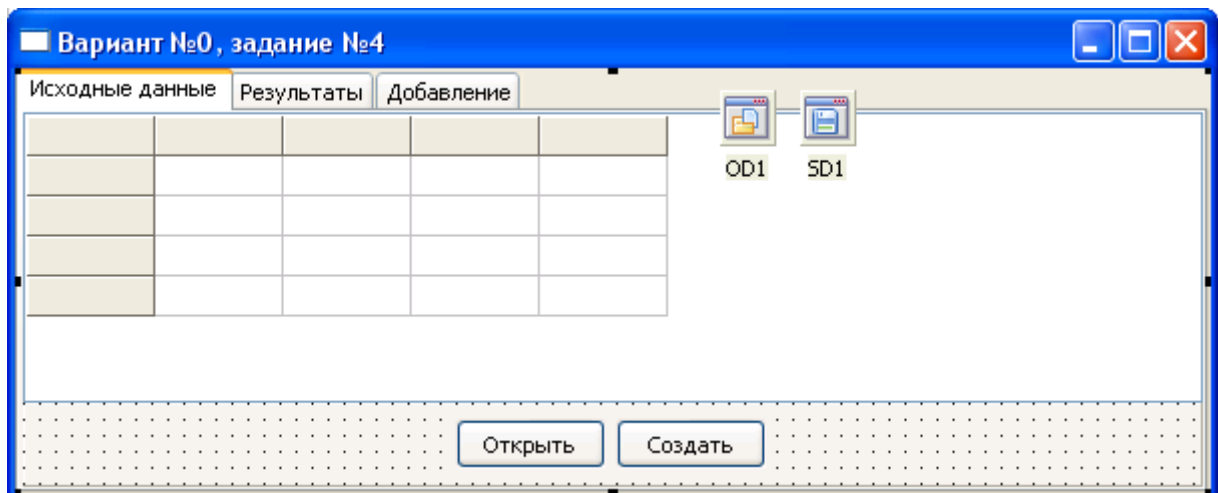 Вариант №0, задание №4
Исходные данные Результаты Добавление
OD1 SD1
Открыть Создать